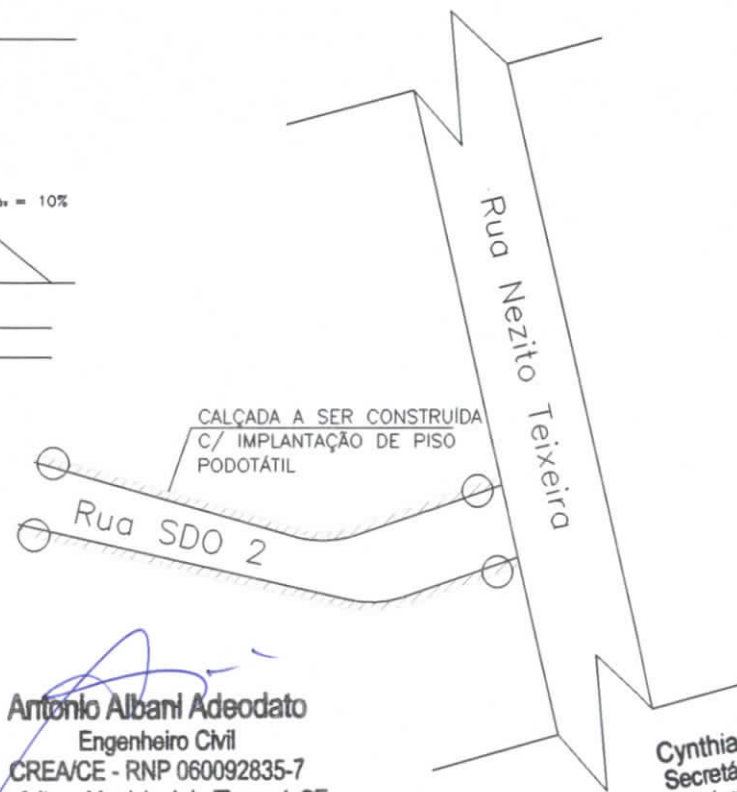 = 10%
Rua Nezito Teixeira
CALÇADA A SER CONSTRUÍDA
C/ IMPLANTAÇÃO DE PISO
PODOTÁTIL
Rua SDO 2
Antonio Albani Adeodato
Engenheiro Civil
CREA/CE - RNP 060092835-7
Cynthia